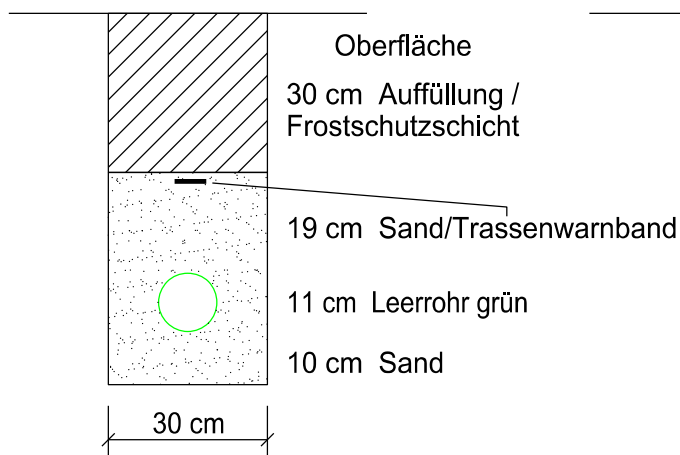 Oberfläche
30 cm Auffüllung /
Frostschutzschicht
19 cm Sand/Trassenwarnband
11 cm Leerrohr grün
10 cm Sand
30 cm